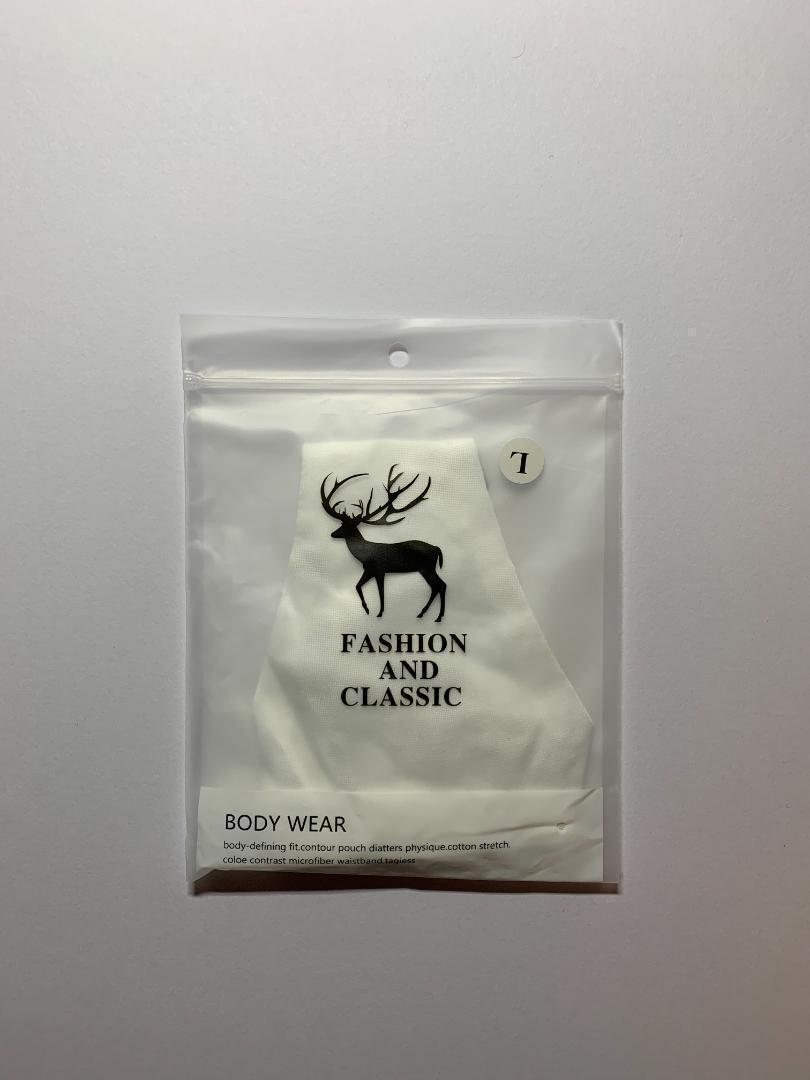 L
FASHION
AND
CLASSIC
BODY WEAR
body-defining fit.contour pouch diatters physique.cotton stretch.
coloe contrast microfiber waistband.tagless